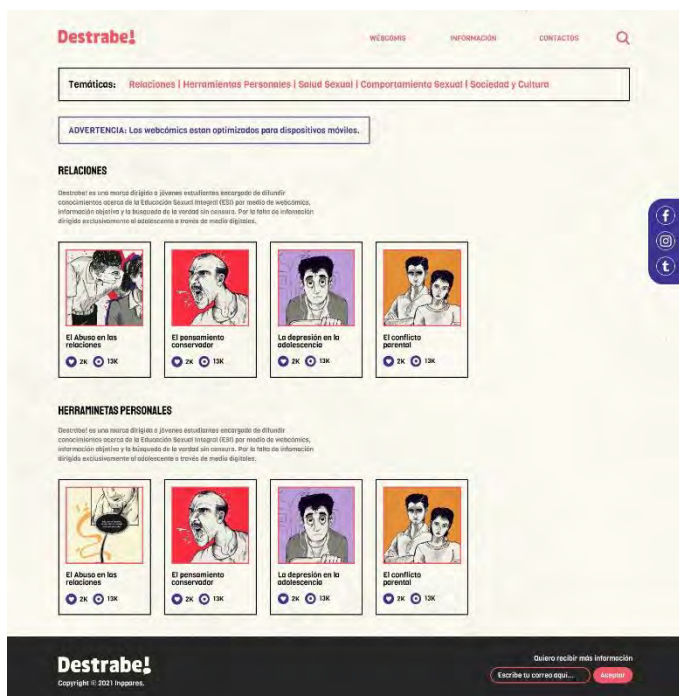 Destrabe!
WEBCOMIS
INFORMACIÓN
CONTACTOS
Temáticas: Relaciones | Herramientas Personales | Salud Sexual | Comportamiento Sexual | Sociedad y Cultura
ADVERTENCIA: Los webcómics estan optimizados para dispositivos móviles.
RELACIONES
Destrabe! es una marca dirigida a jóvenes estudiantes encargada de difundir
conocimientos acerca de la Educación Sexual Integral (ESI) por medio de webcómics,
información objetiva y la búsqueda de la verdad sin censura. Por la falta de información
dirigida exclusivamente al adolescente a través de medio digitales.
El Abuso en las
relaciones
2K 13K
El pensamiento
conservador
2K 13K
La depresión en la
adolescencia
2K 13K
El conflicto
parental
2K 13K
HERRAMINETAS PERSONALES
Destrabe! es una marca dirigida a jóvenes estudiantes encargada de difundir
conocimientos acerca de la Educación Sexual Integral (ESI) por medio de webcómics,
información objetiva y la búsqueda de la verdad sin censura. Por la falta de información
dirigida exclusivamente al adolescente a través de medio digitales.
El Abuso en las
relaciones
2K 13K
El pensamiento
conservador
2K 13K
La depresión en la
adolescencia
2K 13K
El conflicto
parental
2K 13K
Destrabe!
Copyright © 2021 Inppares.
Quiero recibir más información
Escribe tu correo aquí...
Aceptar